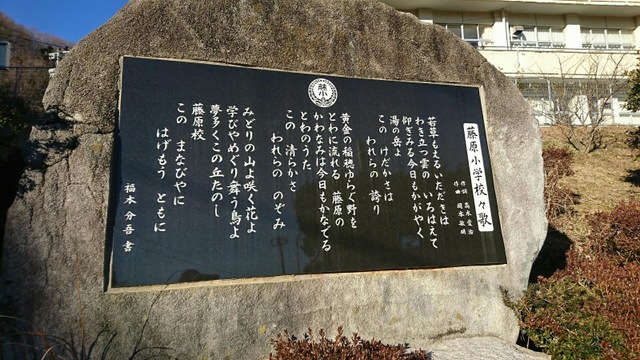 藤小
藤原小学校々歌
作詞 高木愛治
作曲 岡本敏明
若草もえる いただきは
わき立つ雲の いろはえて
仰ぎみる今日もかがやく
湯の岳よ
この けだかさは
われらの 誇り
黄金の稲穂ゆらぐ野を
とわに流れる 藤原の
かわなみは今日もかなでる
とわのうた
この 清らかさ
われらの のぞみ
みどりの山よ咲く花よ
学びやめぐり舞う鳥よ
夢多くこの丘たのし
藤原校
この まなびやに
はげもう ともに
福本分吾書